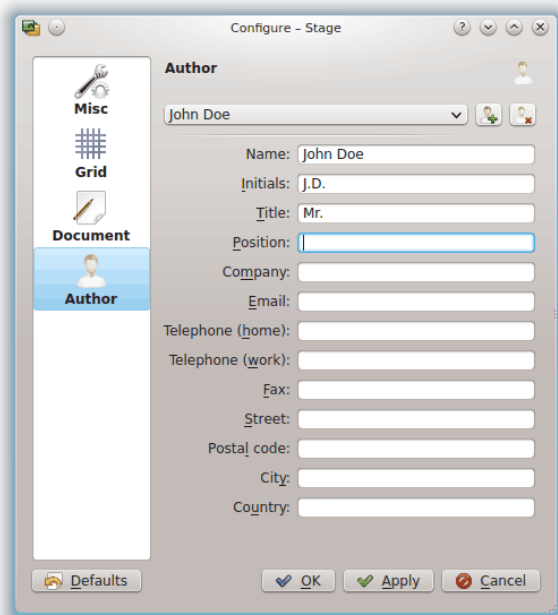 Configure – Stage
Misc
Grid
Document
Author
Author
John Doe
Name: John Doe
Initials: J.D.
Title: Mr.
Position:
Company:
Email:
Telephone (home):
Telephone (work):
Fax:
Street:
Postal code:
City:
Country:
Defaults OK Apply Cancel